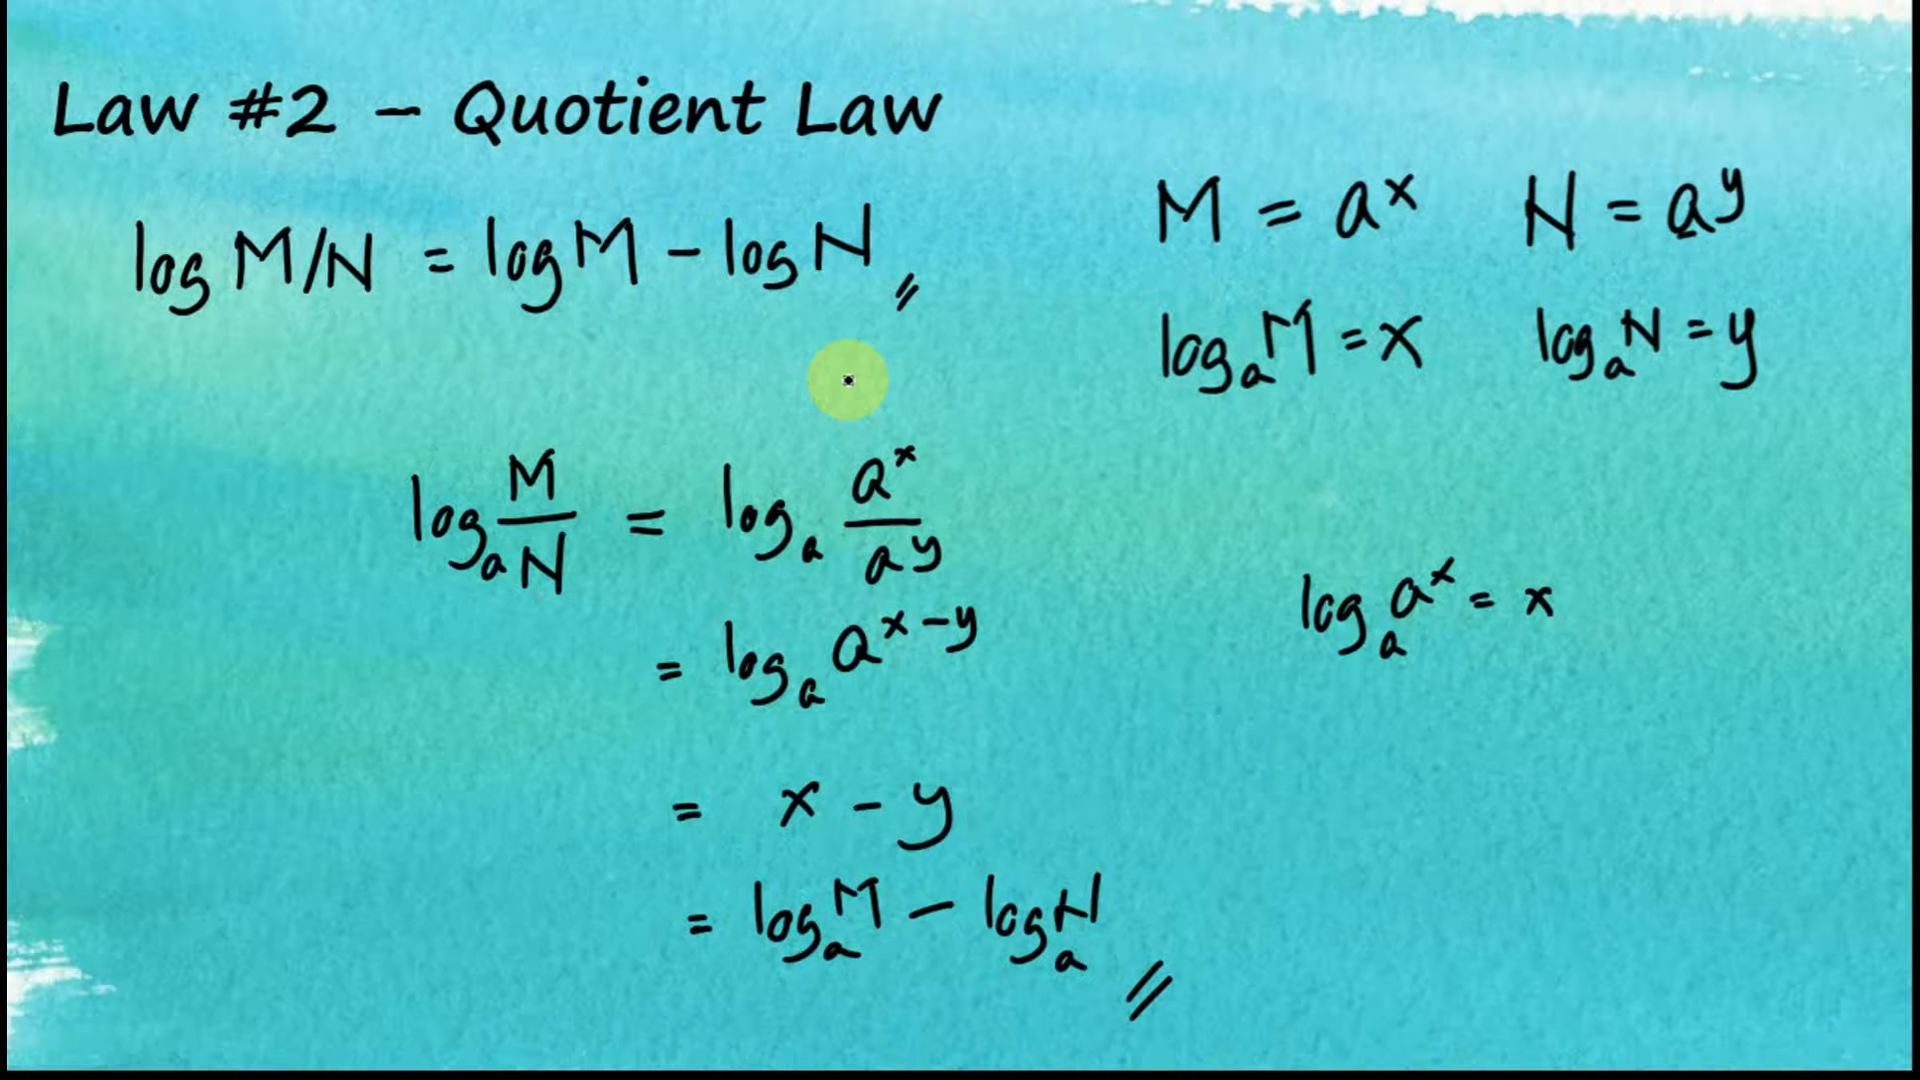 Law #2 – Quotient Law
log M/N = log M - log N
M = a^x N = a^y
log_a M = x log_a N = y
log_a M/N = log_a a^x/a^y
= log_a a^(x-y)
log_a a^x = x
= x - y
= log_a M - log_a N